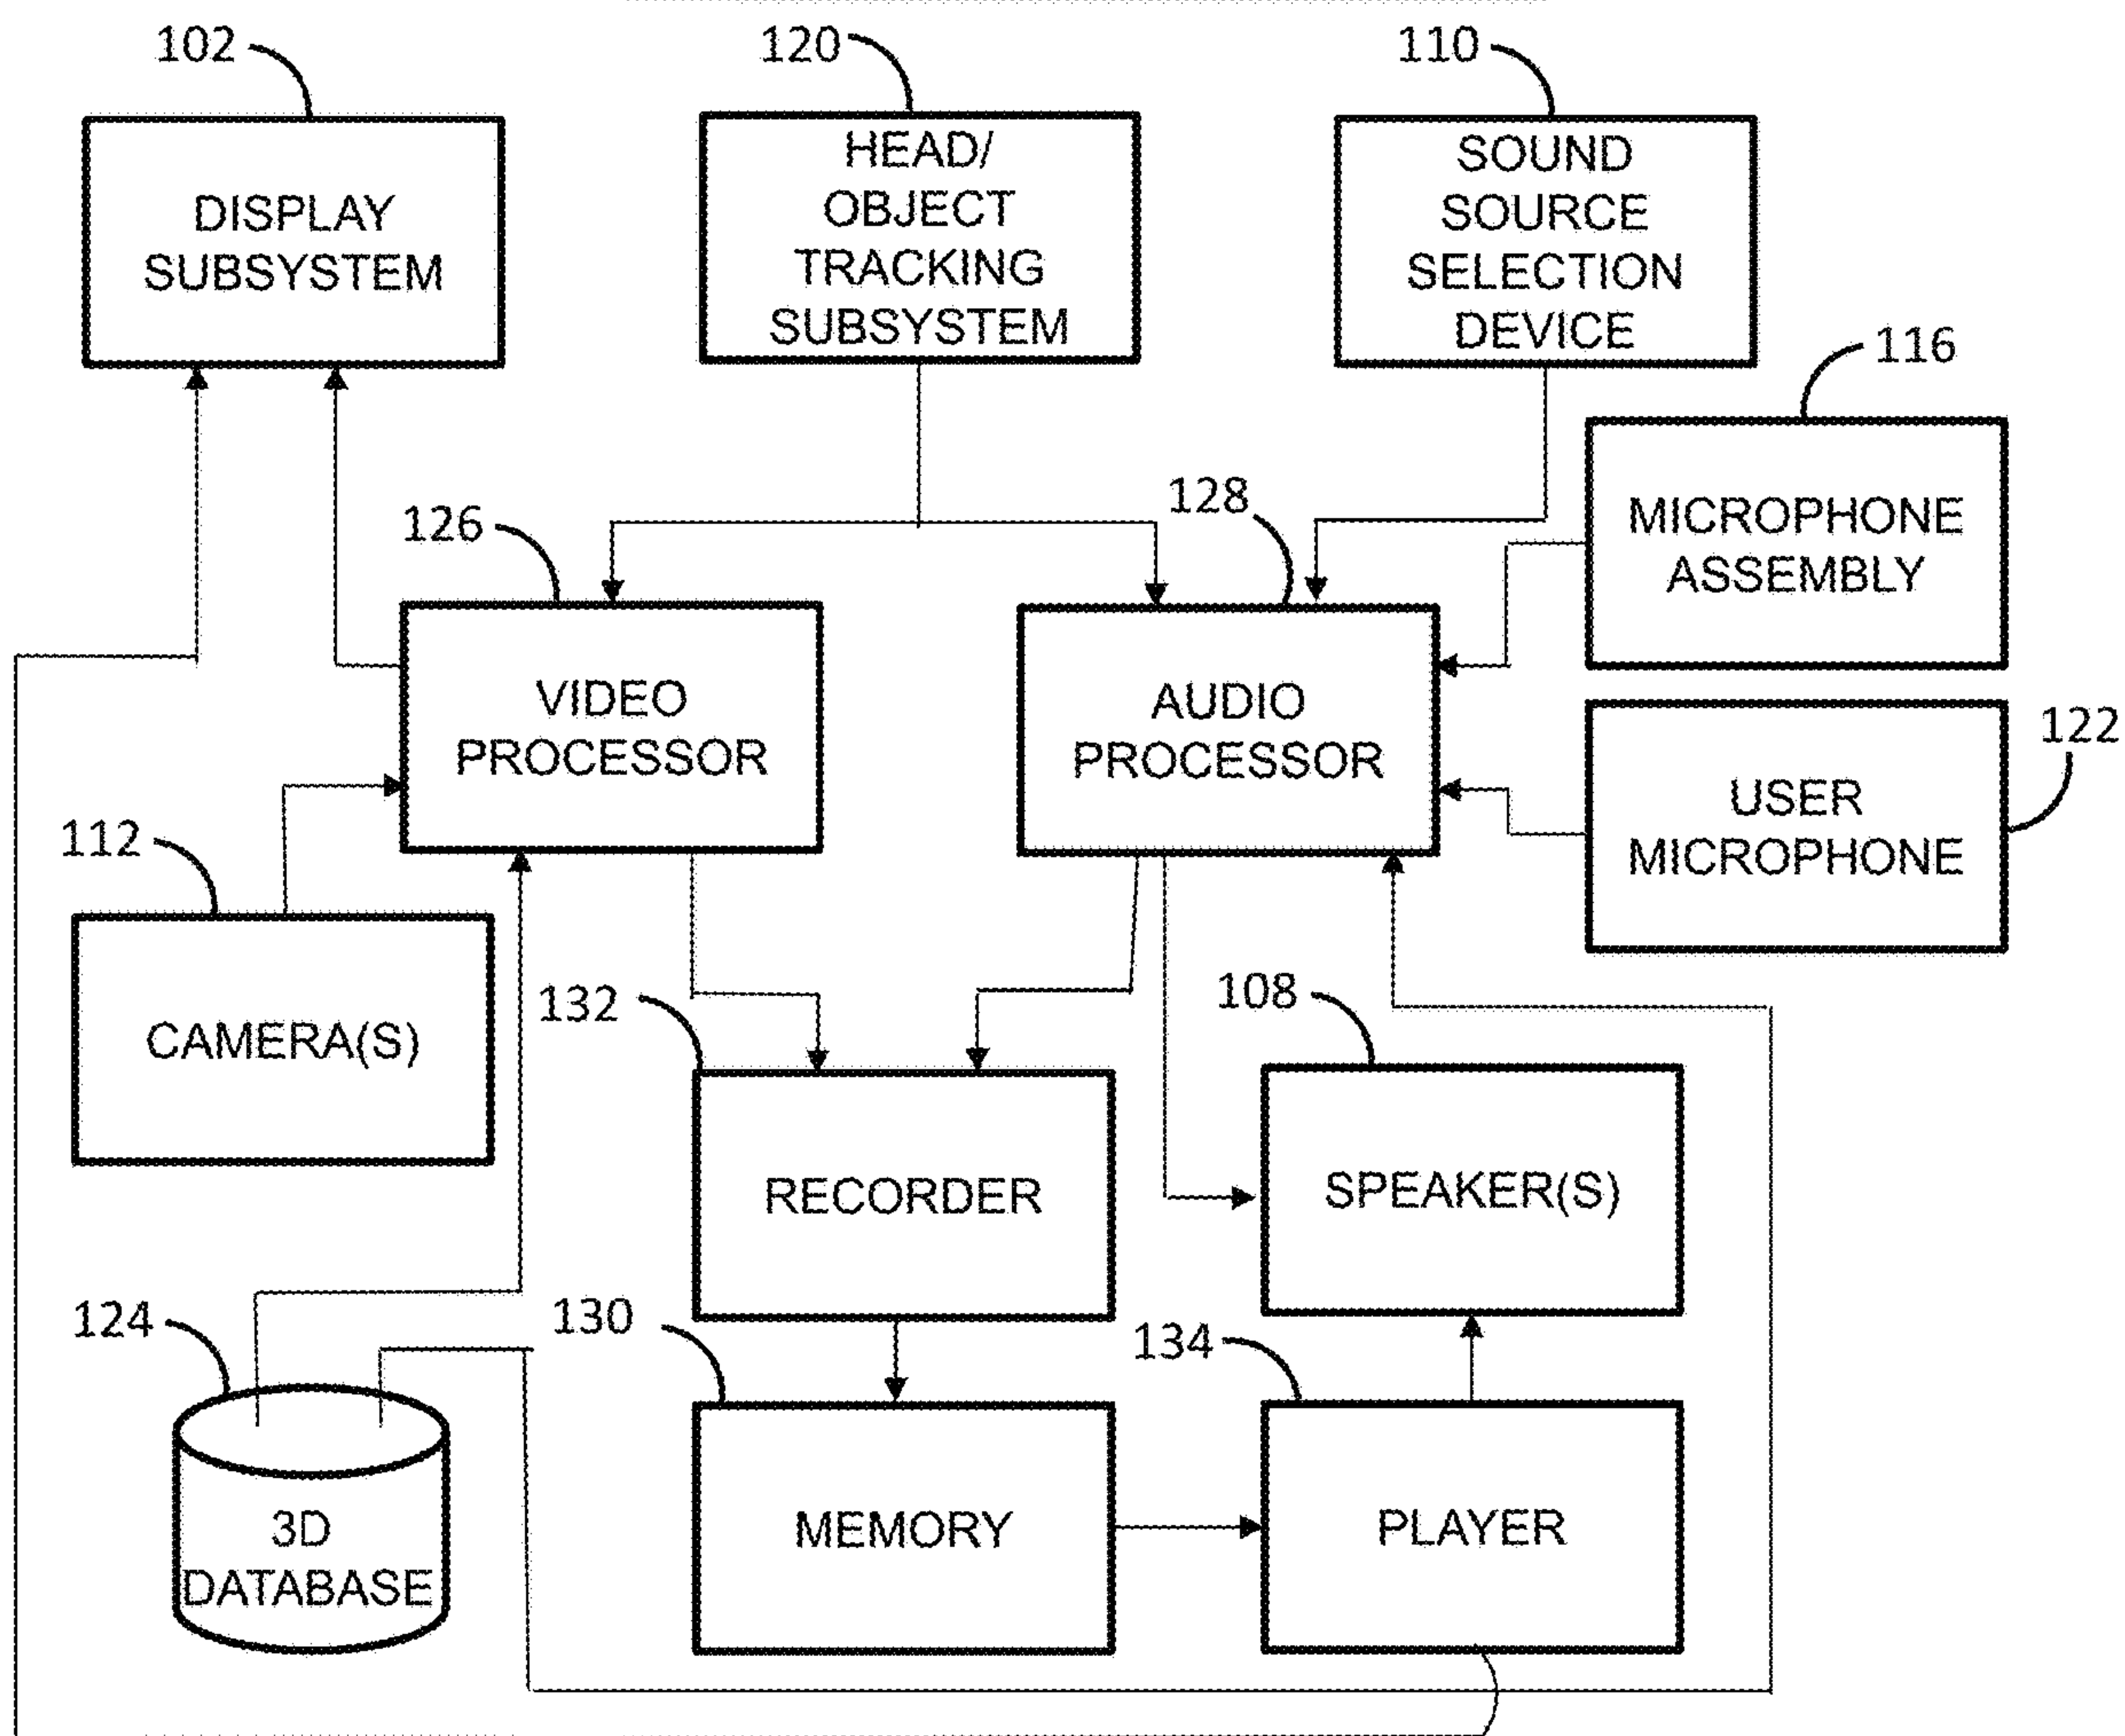 102
120
110
DISPLAY
SUBSYSTEM
HEAD/
OBJECT
TRACKING
SUBSYSTEM
SOUND
SOURCE
SELECTION
DEVICE
116
MICROPHONE
ASSEMBLY
126
128
VIDEO
PROCESSOR
AUDIO
PROCESSOR
122
USER
MICROPHONE
112
CAMERA(S)
132
RECORDER
108
SPEAKER(S)
124
3D
DATABASE
130
MEMORY
134
PLAYER